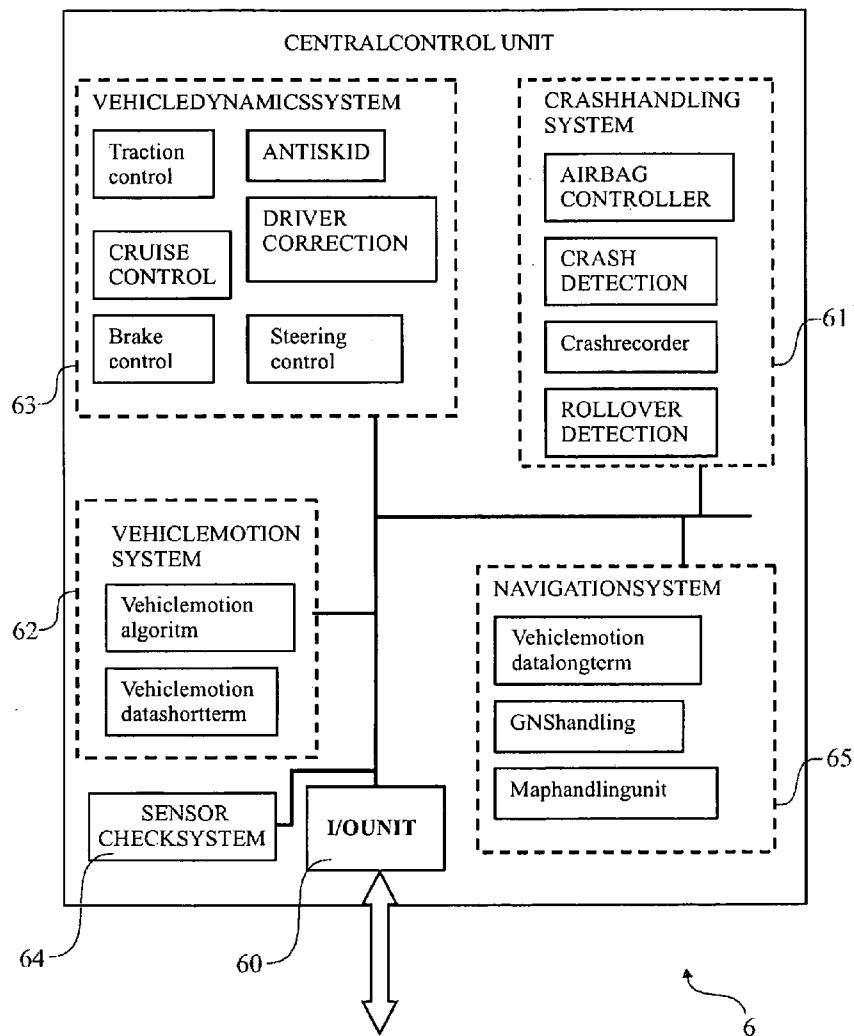 CENTRALCONTROL UNIT
VEHICLEDYNAMICSSYSTEM
Traction
control
ANTISKID
DRIVER
CORRECTION
CRUISE
CONTROL
Brake
control
Steering
control
63
CRASHHANDLING
SYSTEM
AIRBAG
CONTROLLER
CRASH
DETECTION
Crashrecorder
ROLLOVER
DETECTION
61
VEHICLEMOTION
SYSTEM
Vehiclemotion
algoritm
Vehiclemotion
datashortterm
62
NAVIGATIONSYSTEM
Vehiclemotion
datalongterm
GNShandling
Maphandlingunit
65
SENSOR
CHECKSYSTEM
I/OUNIT
64
60
6